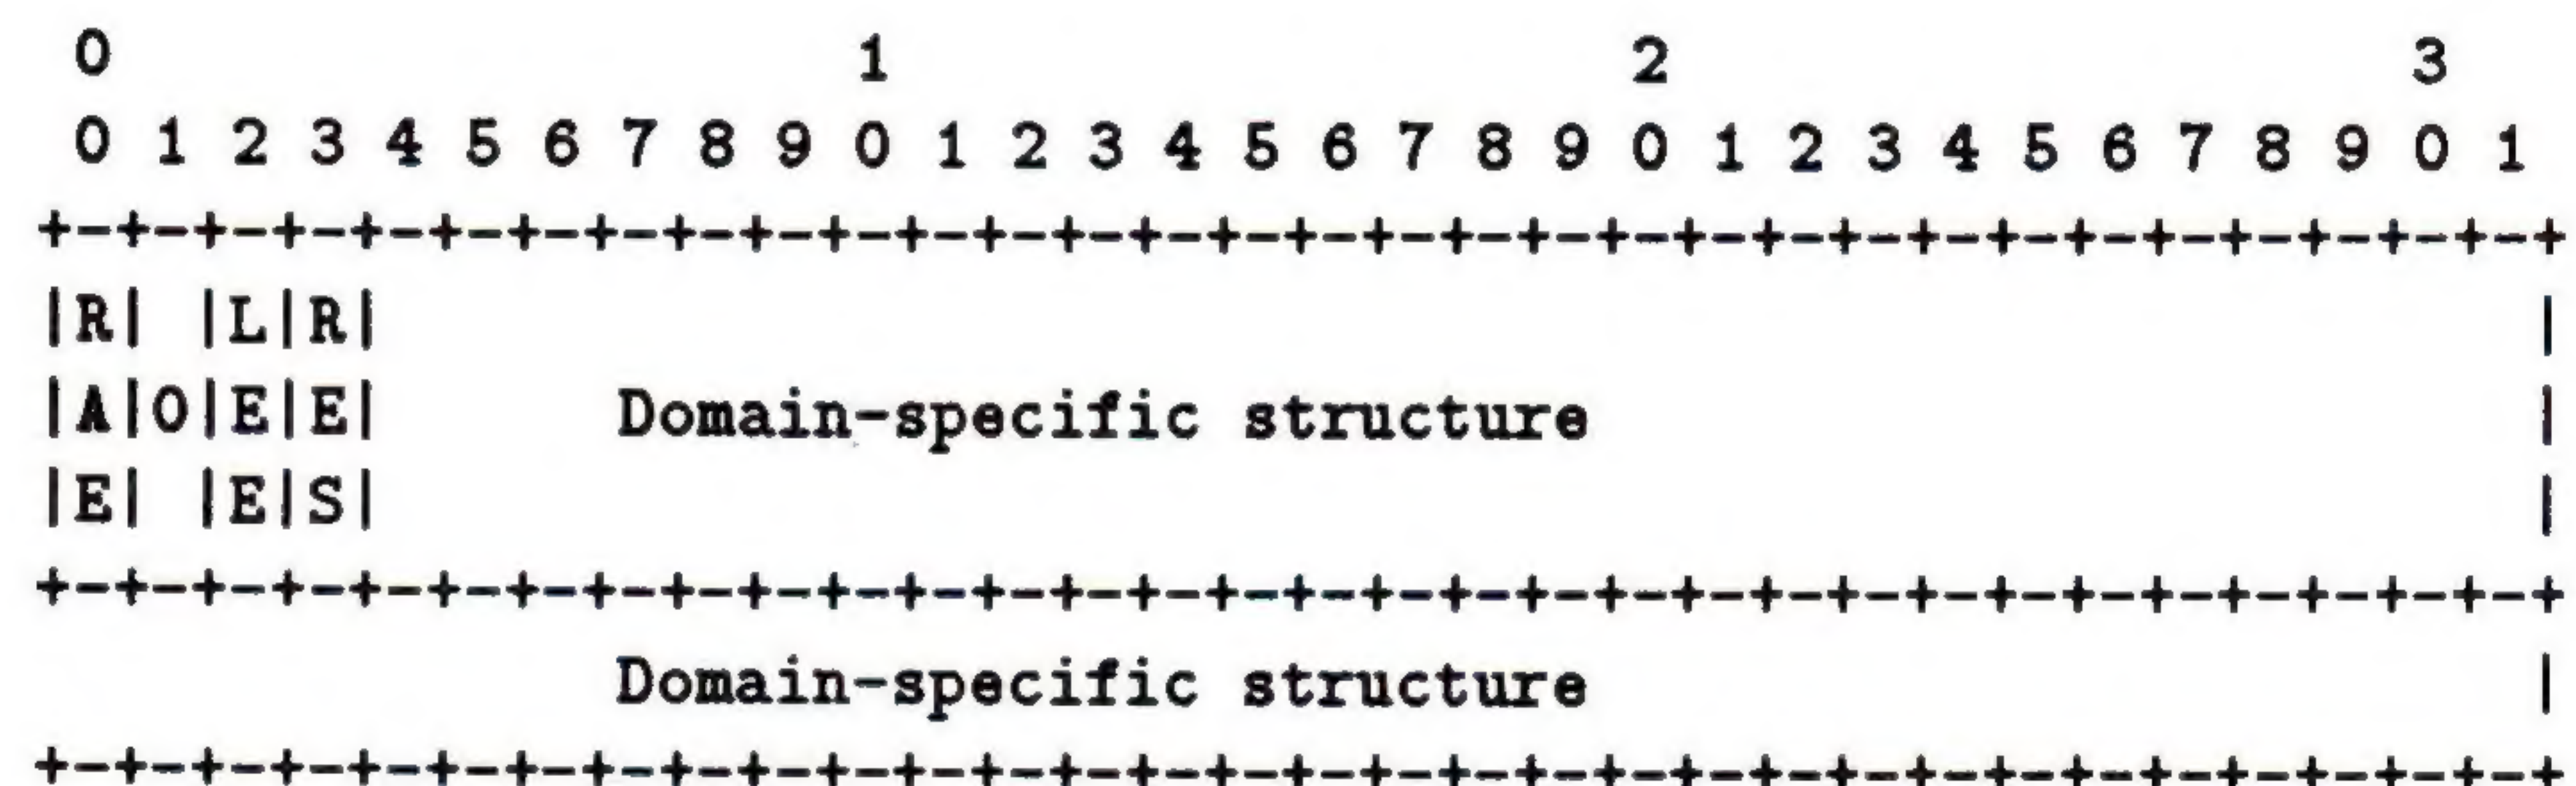 0                   1                   2                   3
 0 1 2 3 4 5 6 7 8 9 0 1 2 3 4 5 6 7 8 9 0 1 2 3 4 5 6 7 8 9 0 1
+-+-+-+-+-+-+-+-+-+-+-+-+-+-+-+-+-+-+-+-+-+-+-+-+-+-+-+-+-+-+-+-+
|R| |L|R|                                                       |
|A|0|E|E|      Domain-specific structure                        |
|E| |E|S|                                                       |
+-+-+-+-+-+-+-+-+-+-+-+-+-+-+-+-+-+-+-+-+-+-+-+-+-+-+-+-+-+-+-+-+
               Domain-specific structure                        |
+-+-+-+-+-+-+-+-+-+-+-+-+-+-+-+-+-+-+-+-+-+-+-+-+-+-+-+-+-+-+-+-+